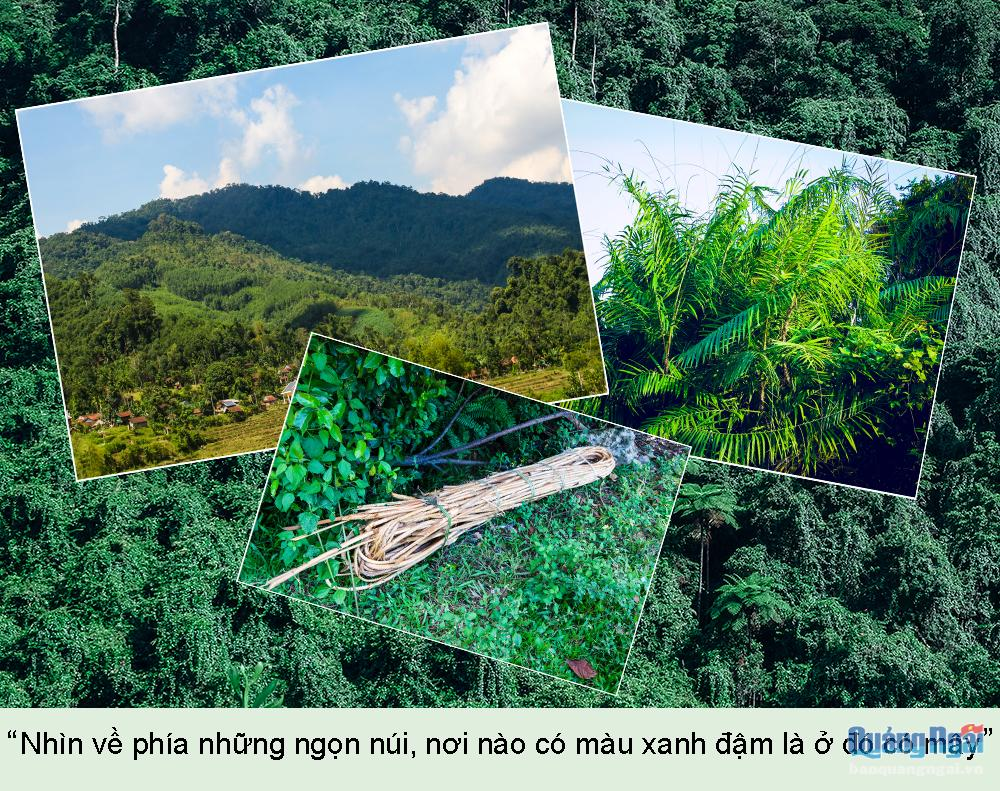 “Nhìn về phía những ngọn núi, nơi nào có màu xanh đậm là ở đó có mây”
Quảng Ngãi
baoquangngai.vn